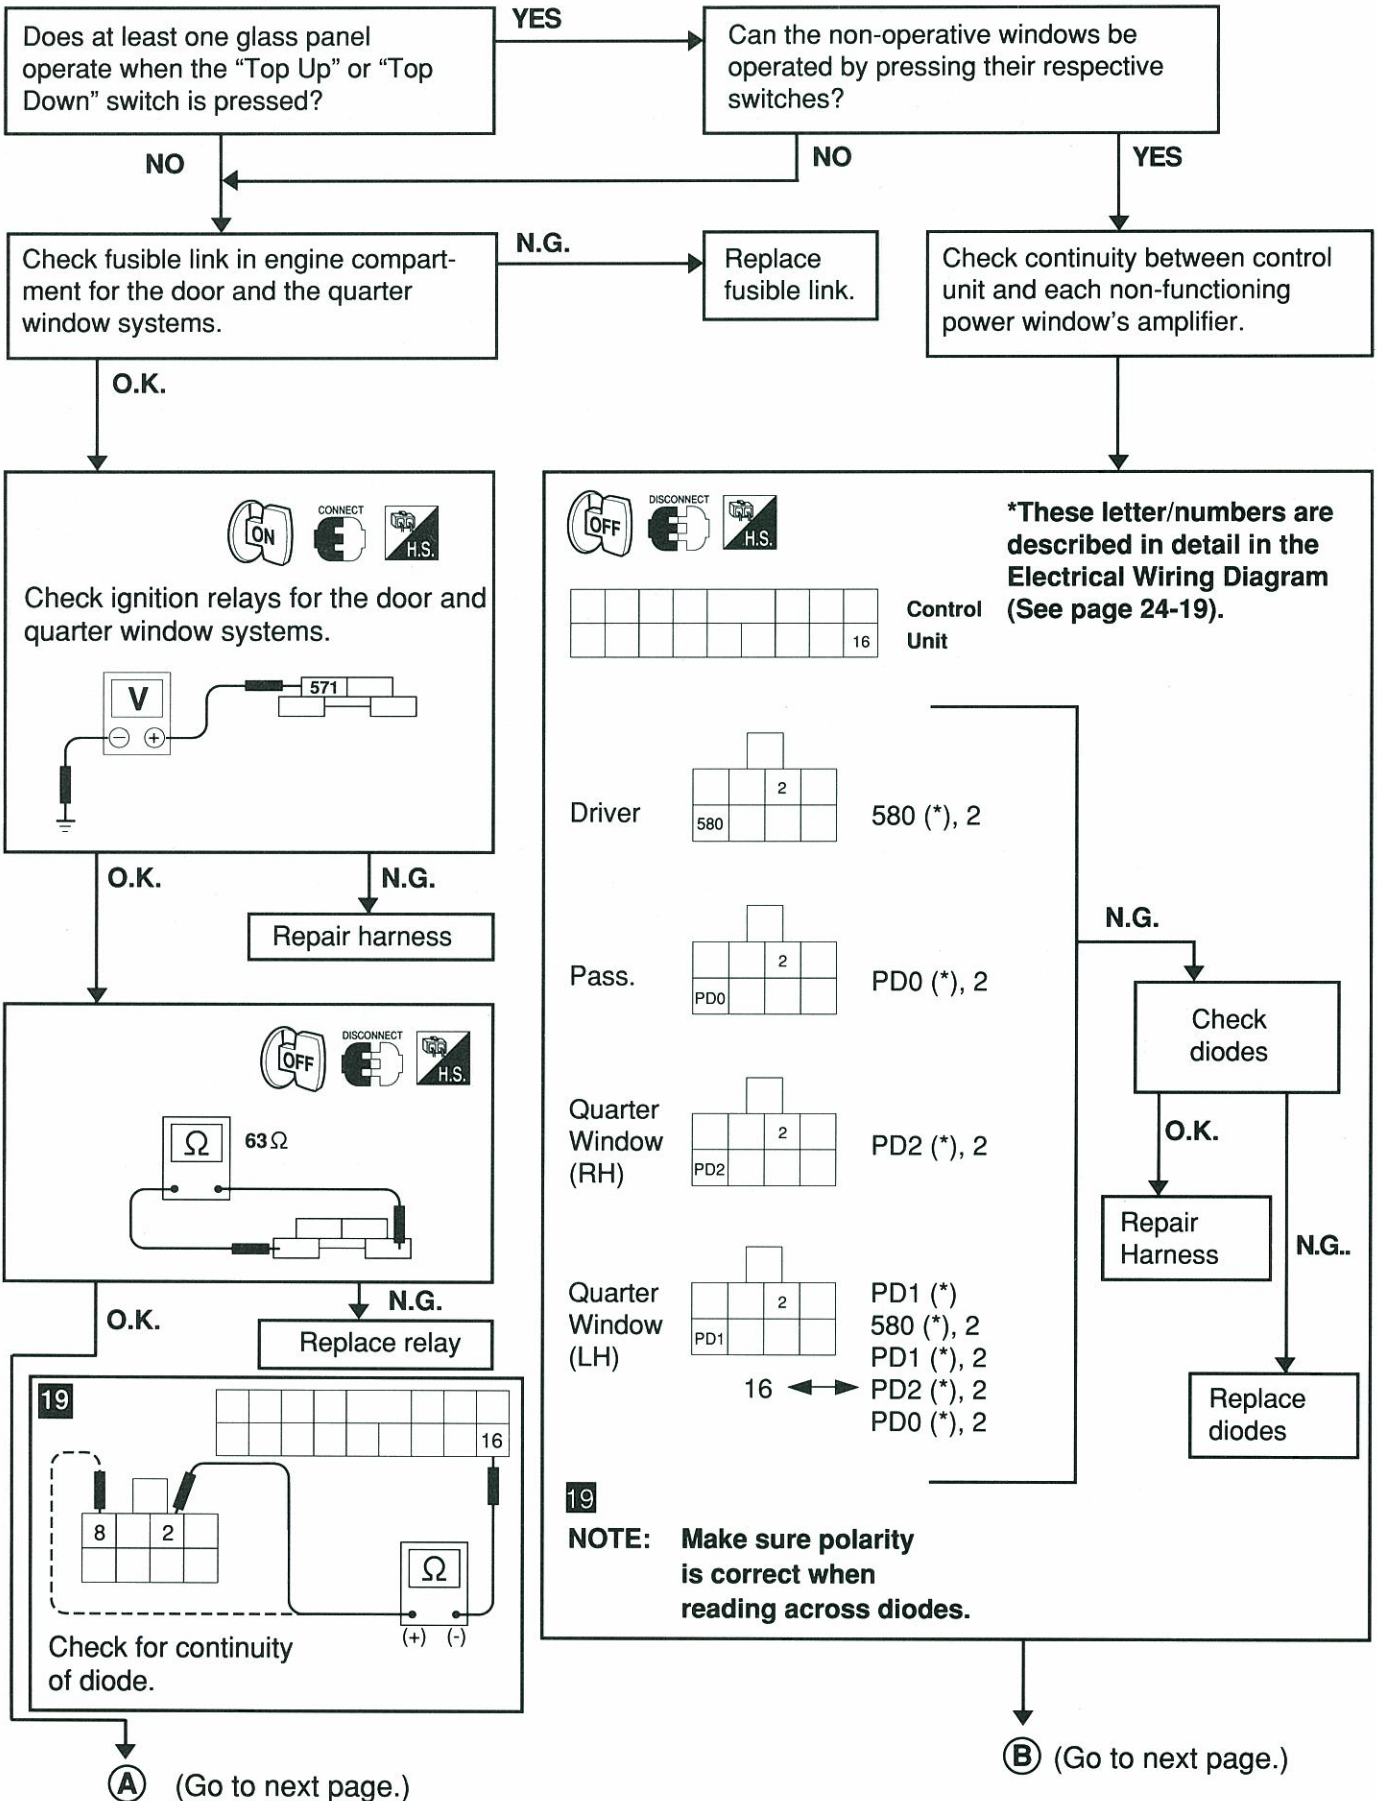 Does at least one glass panel
operate when the “Top Up” or “Top
Down” switch is pressed?
YES
Can the non-operative windows be
operated by pressing their respective
switches?
NO
NO
YES
Check fusible link in engine compart-
ment for the door and the quarter
window systems.
N.G.
Replace
fusible link.
Check continuity between control
unit and each non-functioning
power window’s amplifier.
O.K.
ON
CONNECT
H.S.
Check ignition relays for the door and
quarter window systems.
V
571
− +
O.K.
N.G.
Repair harness
OFF
DISCONNECT
H.S.
Ω
63Ω
O.K.
N.G.
Replace relay
19
16
8 2
Ω
(+) (-)
Check for continuity
of diode.
A (Go to next page.)
OFF
DISCONNECT
H.S.
*These letter/numbers are
described in detail in the
Electrical Wiring Diagram
(See page 24-19).
Control
Unit
16
Driver
2
580
580 (*), 2
Pass.
2
PD0
PD0 (*), 2
Quarter
Window
(RH)
2
PD2
PD2 (*), 2
Quarter
Window
(LH)
2
PD1
PD1 (*)
580 (*), 2
PD1 (*), 2
16 ↔ PD2 (*), 2
PD0 (*), 2
19
NOTE: Make sure polarity
is correct when
reading across diodes.
N.G.
Check
diodes
O.K.
Repair
Harness
N.G..
Replace
diodes
B (Go to next page.)